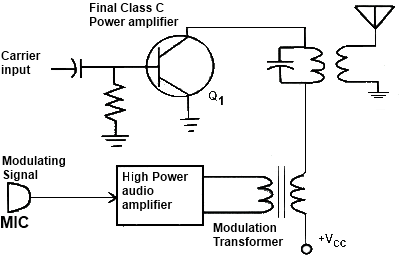 Final Class C
Power amplifier
Carrier
input
Q1
Modulating
Signal
MIC
High Power
audio
amplifier
Modulation
Transformer
+VCC